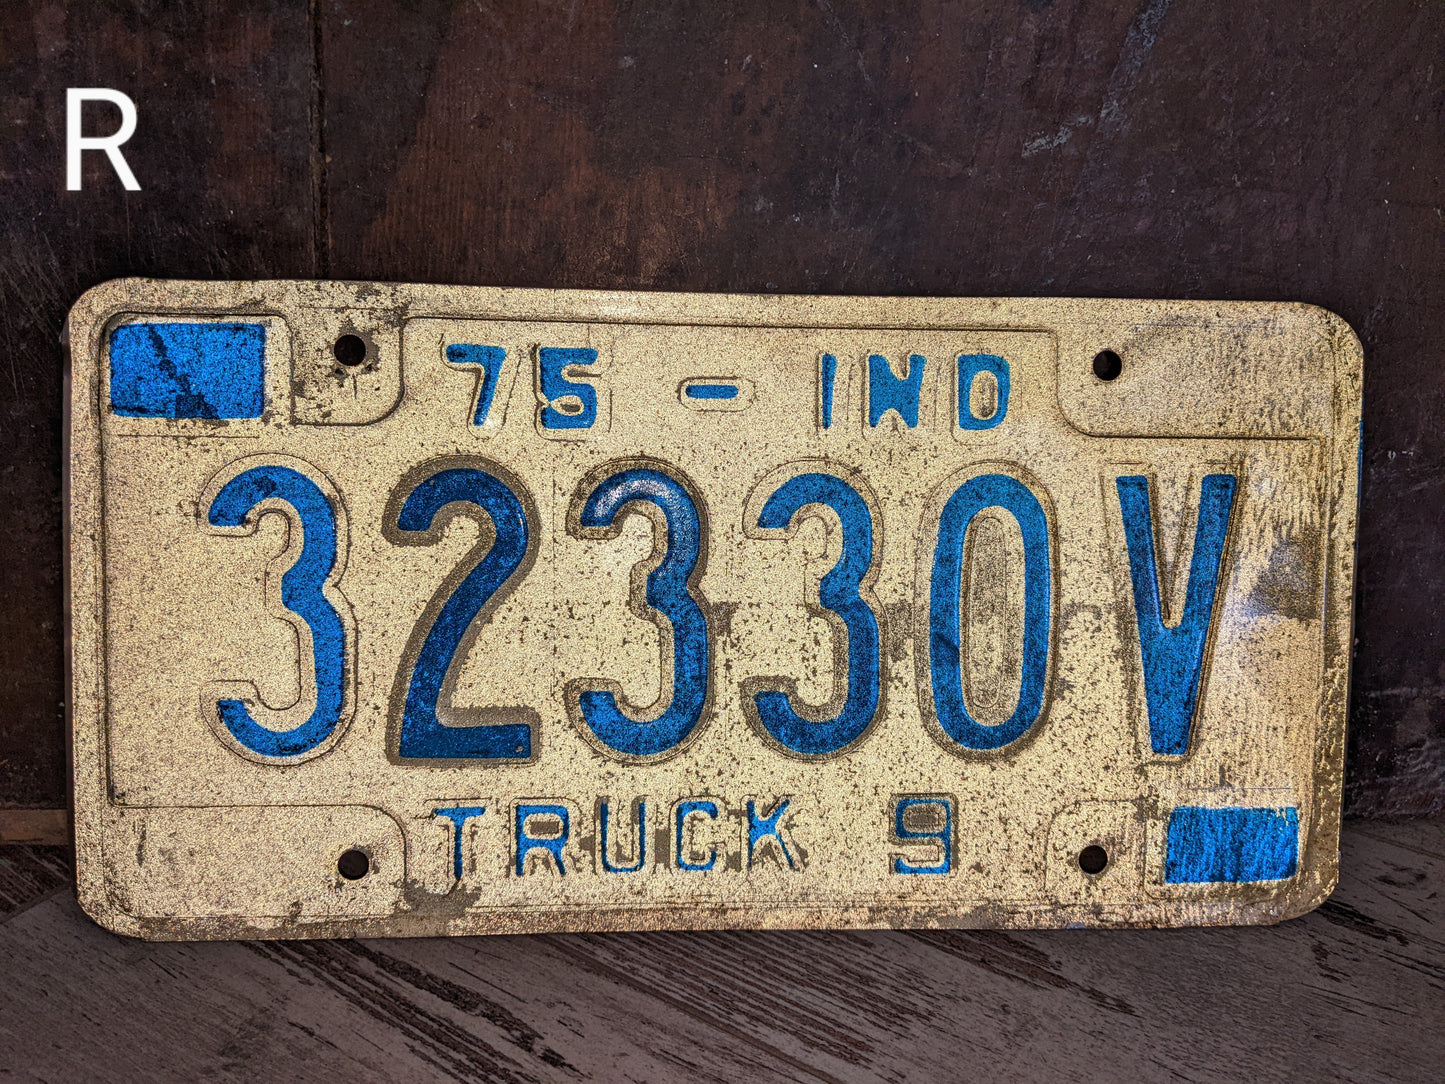 R
75 - IND
32330V
TRUCK 9